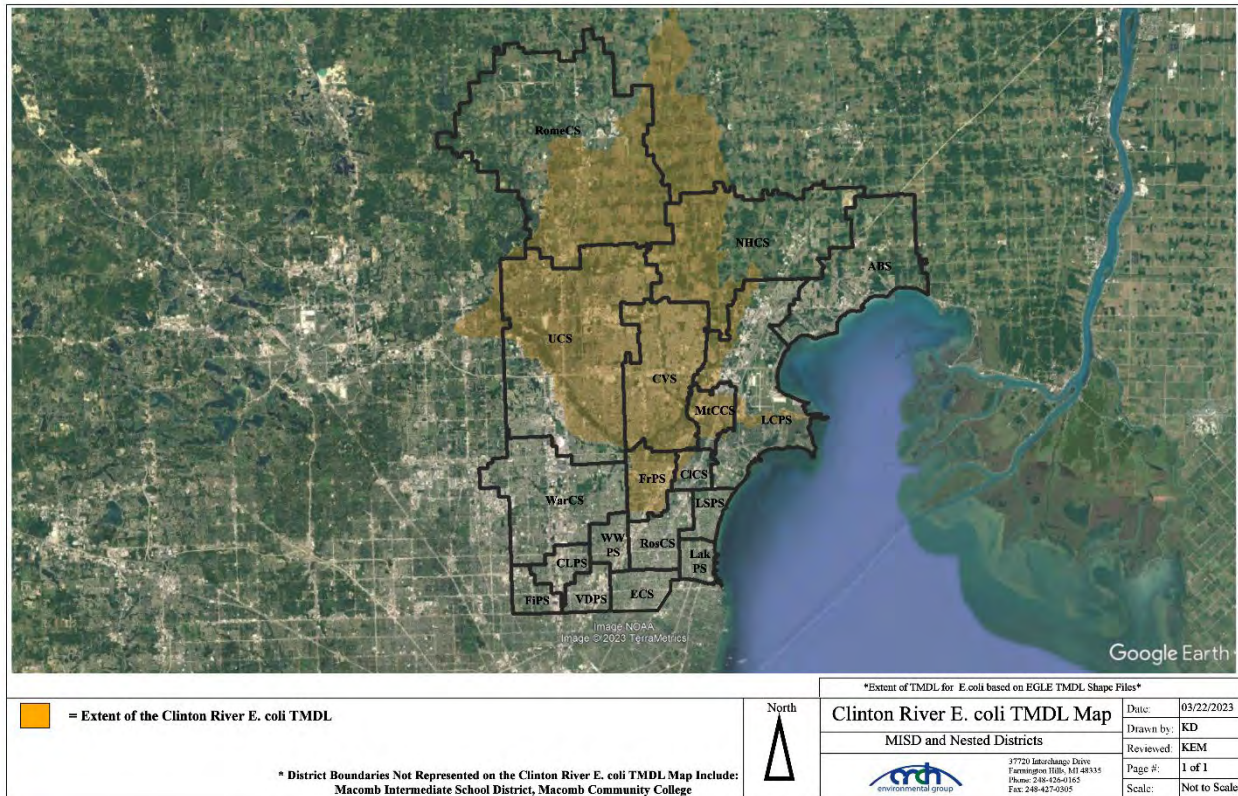 RomeCS
NHCS
ABS
UCS
CVS
MtCCS
LCPS
FrPS
ClCS
WarCS
LSPS
WW
PS
RosCS
Lak
PS
CLPS
FiPS
VDPS
ECS
Image NOAA
Image © 2023 TerraMetrics
Google Earth
*Extent of TMDL for E.coli based on EGLE TMDL Shape Files*
= Extent of the Clinton River E. coli TMDL
* District Boundaries Not Represented on the Clinton River E. coli TMDL Map Include:
Macomb Intermediate School District, Macomb Community College
North
Clinton River E. coli TMDL Map
MISD and Nested Districts
arch
environmental group
37720 Interchange Drive
Farmington Hills, MI 48335
Phone: 248-426-0165
Fax: 248-427-0305
Date: 03/22/2023
Drawn by: KD
Reviewed: KEM
Page #: 1 of 1
Scale: Not to Scale